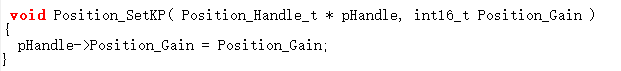 void Position_SetKP( Position_Handle_t * pHandle, int16_t Position_Gain )
{
pHandle->Position_Gain = Position_Gain;
}